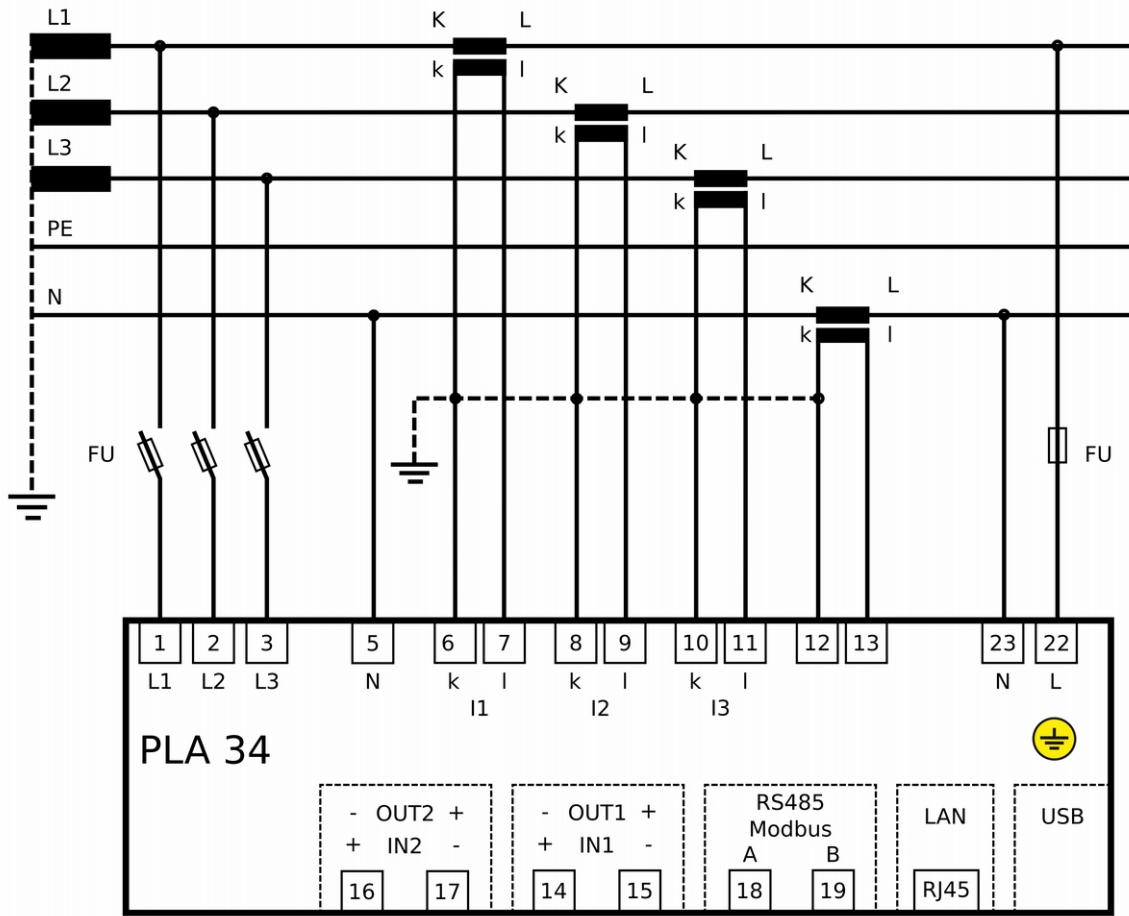 L1
K L
k l
L2
K L
k l
L3
K L
k l
PE
N
K L
k l
FU
FU
1 2 3 5 6 7 8 9 10 11 12 13 23 22
L1 L2 L3 N k l k l k l N L
I1 I2 I3
PLA 34
- OUT2 +
+ IN2 -
16 17
- OUT1 +
+ IN1 -
14 15
RS485
Modbus
A B
18 19
LAN
RJ45
USB